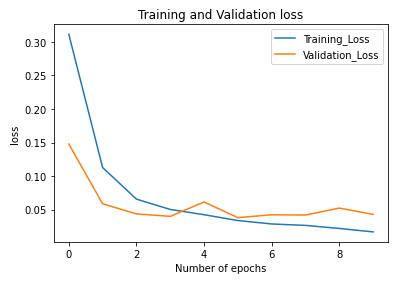 Training and Validation loss
Training_Loss
Validation_Loss
loss
0.30
0.25
0.20
0.15
0.10
0.05
0 2 4 6 8
Number of epochs